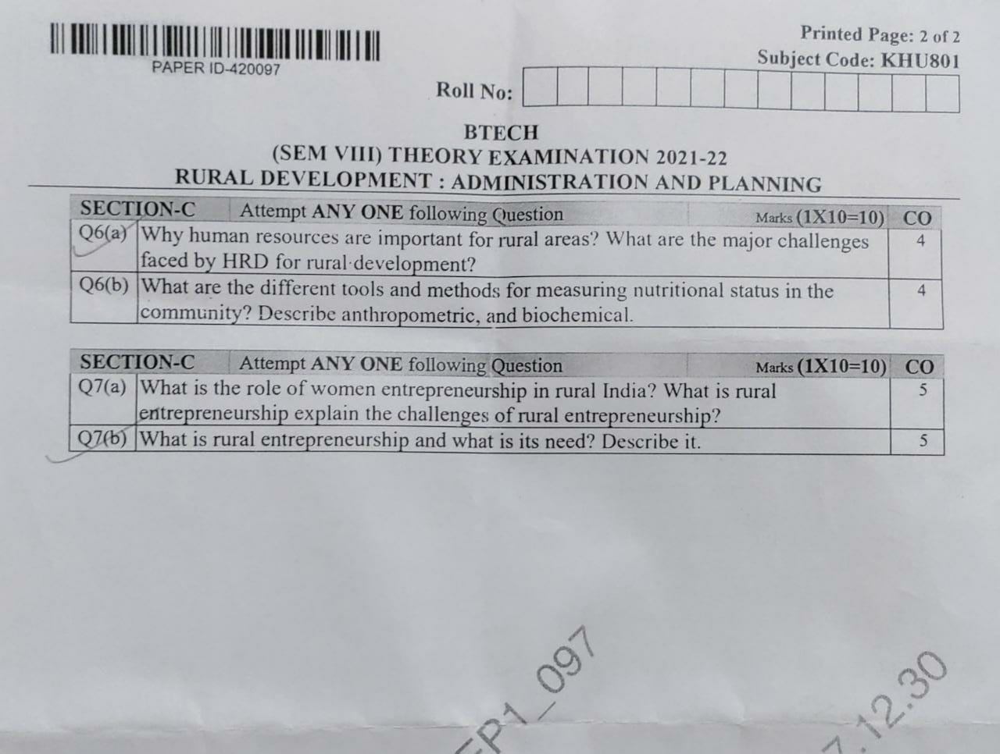 PAPER ID-420097
Printed Page: 2 of 2
Subject Code: KHU801
Roll No:
BTECH
(SEM VIII) THEORY EXAMINATION 2021-22
RURAL DEVELOPMENT : ADMINISTRATION AND PLANNING
SECTION-C Attempt ANY ONE following Question Marks (1X10=10) CO
Q6(a) Why human resources are important for rural areas? What are the major challenges 4
faced by HRD for rural development?
Q6(b) What are the different tools and methods for measuring nutritional status in the 4
community? Describe anthropometric, and biochemical.
SECTION-C Attempt ANY ONE following Question Marks (1X10=10) CO
Q7(a) What is the role of women entrepreneurship in rural India? What is rural 5
entrepreneurship explain the challenges of rural entrepreneurship?
Q7(b) What is rural entrepreneurship and what is its need? Describe it. 5
P1_097
7.12.30